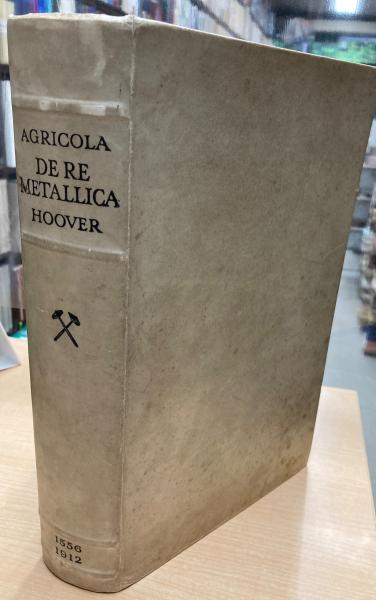 AGRICOLA
DE RE
METALLICA
HOOVER
1556
1912